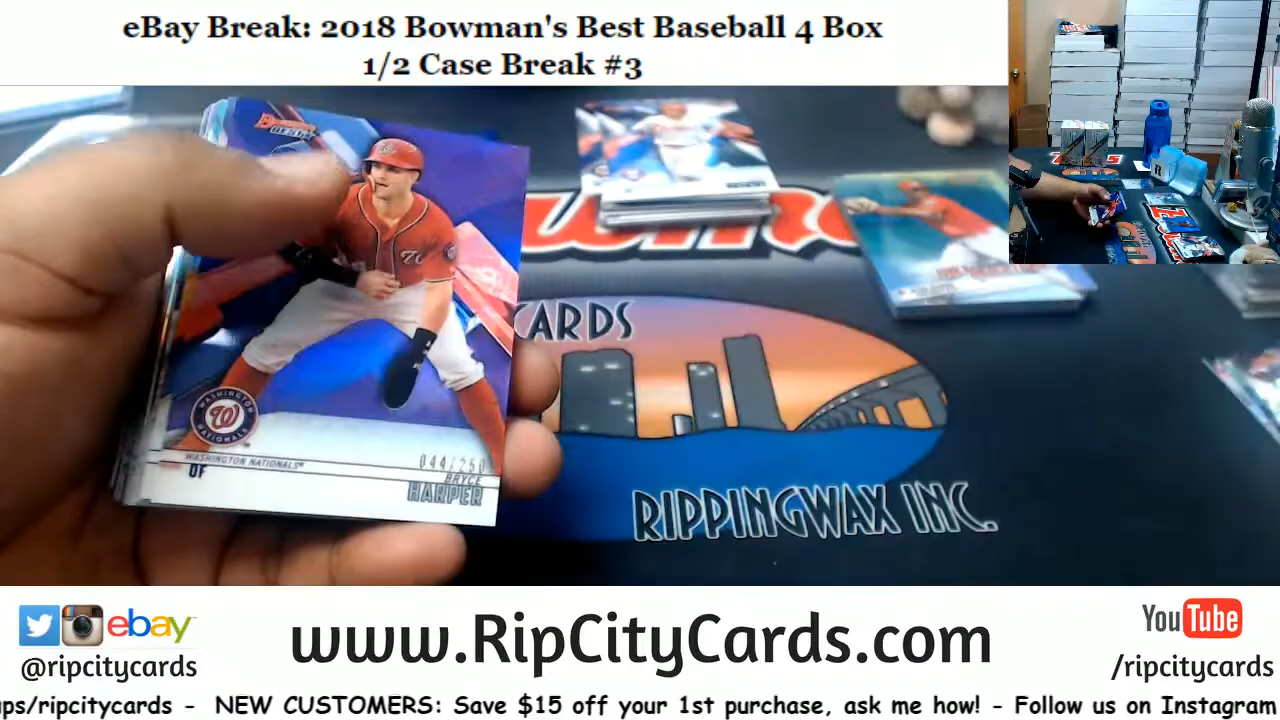 eBay Break: 2018 Bowman's Best Baseball 4 Box
1/2 Case Break #3
WASHINGTON
NATIONALS
WASHINGTON NATIONALS
OF
044/250
BRYCE
HARPER
CARDS
RIPPINGWAX INC.
ebay
@ripcitycards
www.RipCityCards.com
YouTube
/ripcitycards
ps/ripcitycards - NEW CUSTOMERS: Save $15 off your 1st purchase, ask me how! - Follow us on Instagram